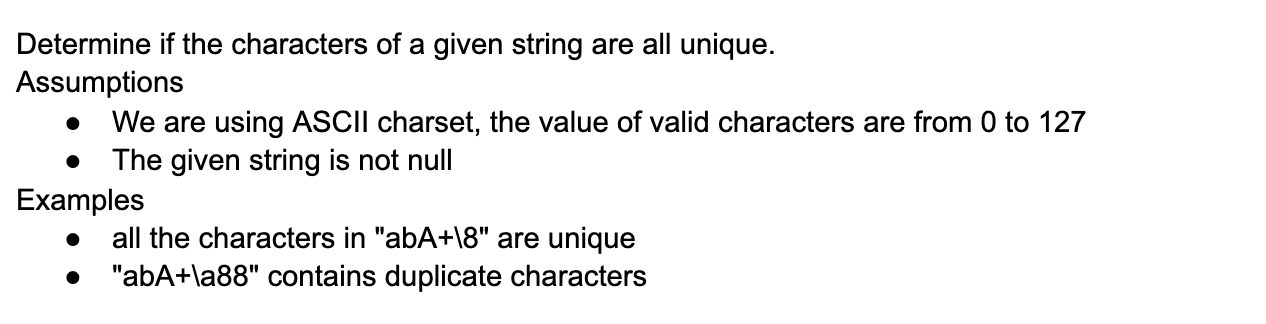 Determine if the characters of a given string are all unique.
Assumptions
● We are using ASCII charset, the value of valid characters are from 0 to 127
● The given string is not null
Examples
● all the characters in "abA+\8" are unique
● "abA+\a88" contains duplicate characters